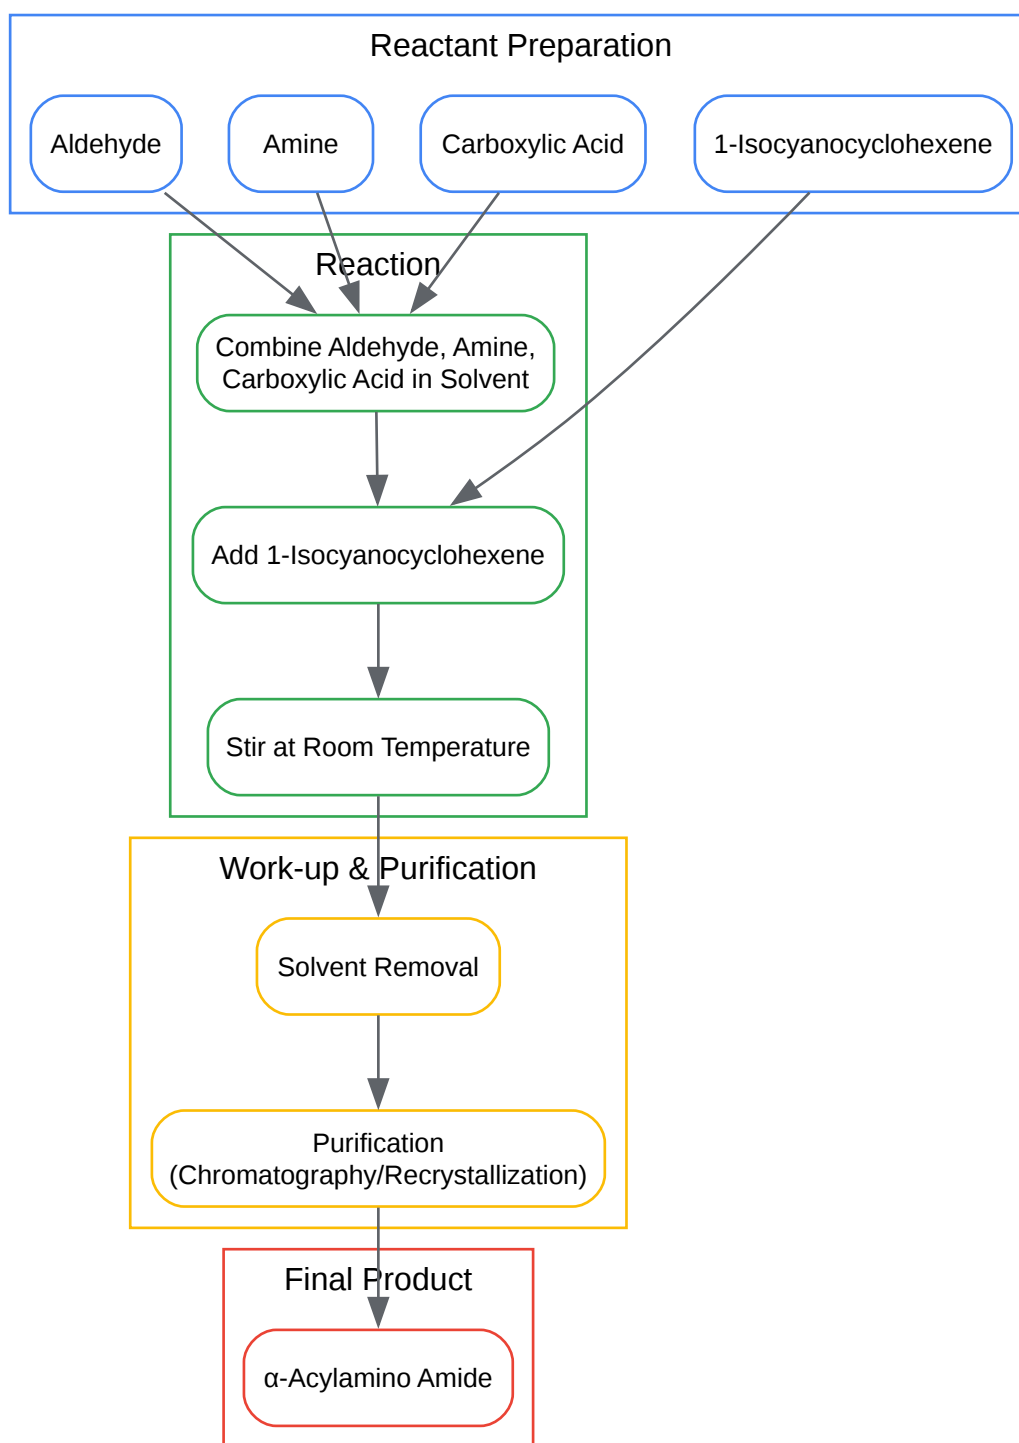 Reactant Preparation
Aldehyde
Amine
Carboxylic Acid
1-Isocyanocyclohexene
Reaction
Combine Aldehyde, Amine,
Carboxylic Acid in Solvent
Add 1-Isocyanocyclohexene
Stir at Room Temperature
Work-up & Purification
Solvent Removal
Purification
(Chromatography/Recrystallization)
Final Product
α-Acylamino Amide